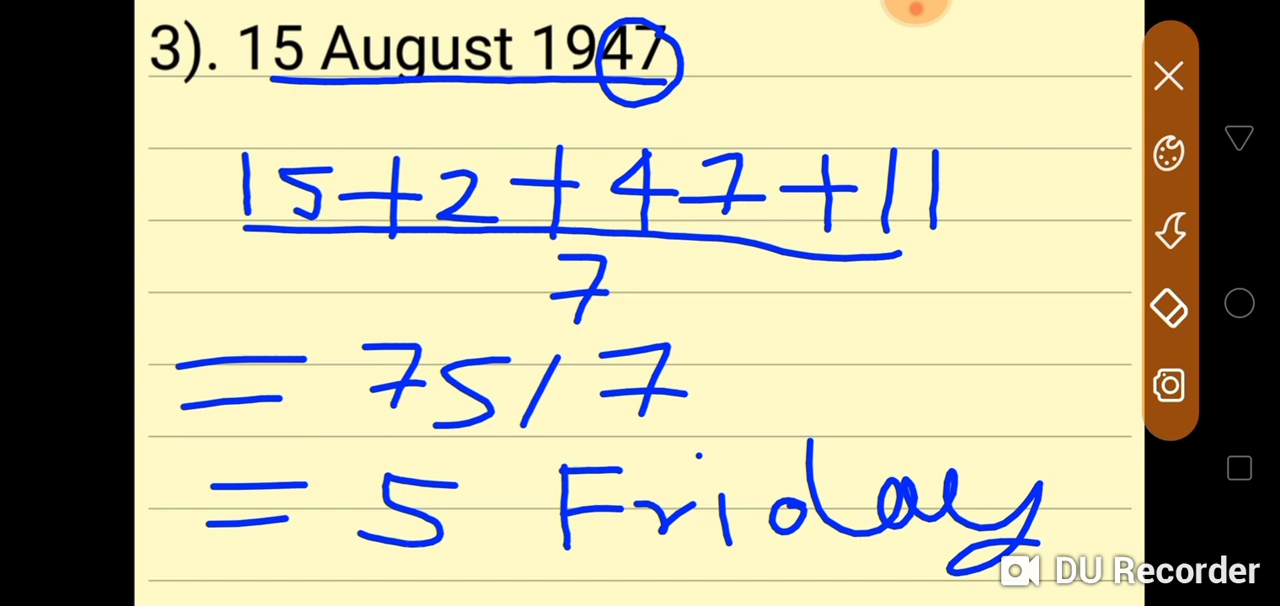 3). 15 August 1947
15+2+47+11
7
= 75/7
= 5 Friday
DU Recorder